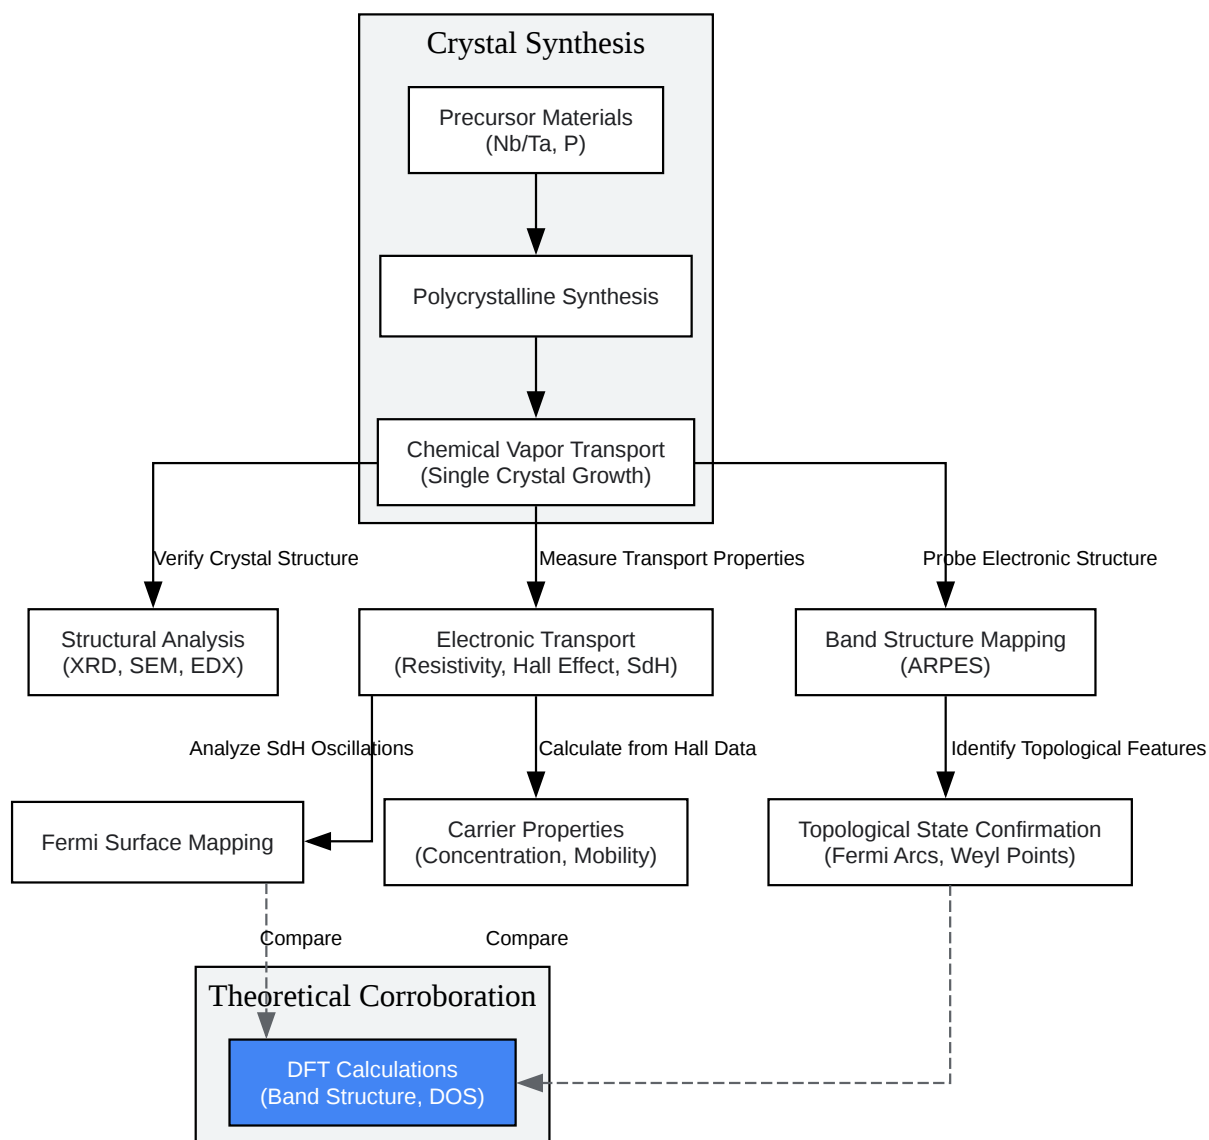 Crystal Synthesis
Precursor Materials
(Nb/Ta, P)
Polycrystalline Synthesis
Chemical Vapor Transport
(Single Crystal Growth)
Verify Crystal Structure
Measure Transport Properties
Probe Electronic Structure
Structural Analysis
(XRD, SEM, EDX)
Electronic Transport
(Resistivity, Hall Effect, SdH)
Band Structure Mapping
(ARPES)
Analyze SdH Oscillations
Calculate from Hall Data
Identify Topological Features
Fermi Surface Mapping
Carrier Properties
(Concentration, Mobility)
Topological State Confirmation
(Fermi Arcs, Weyl Points)
Compare
Compare
Theoretical Corroboration
DFT Calculations
(Band Structure, DOS)